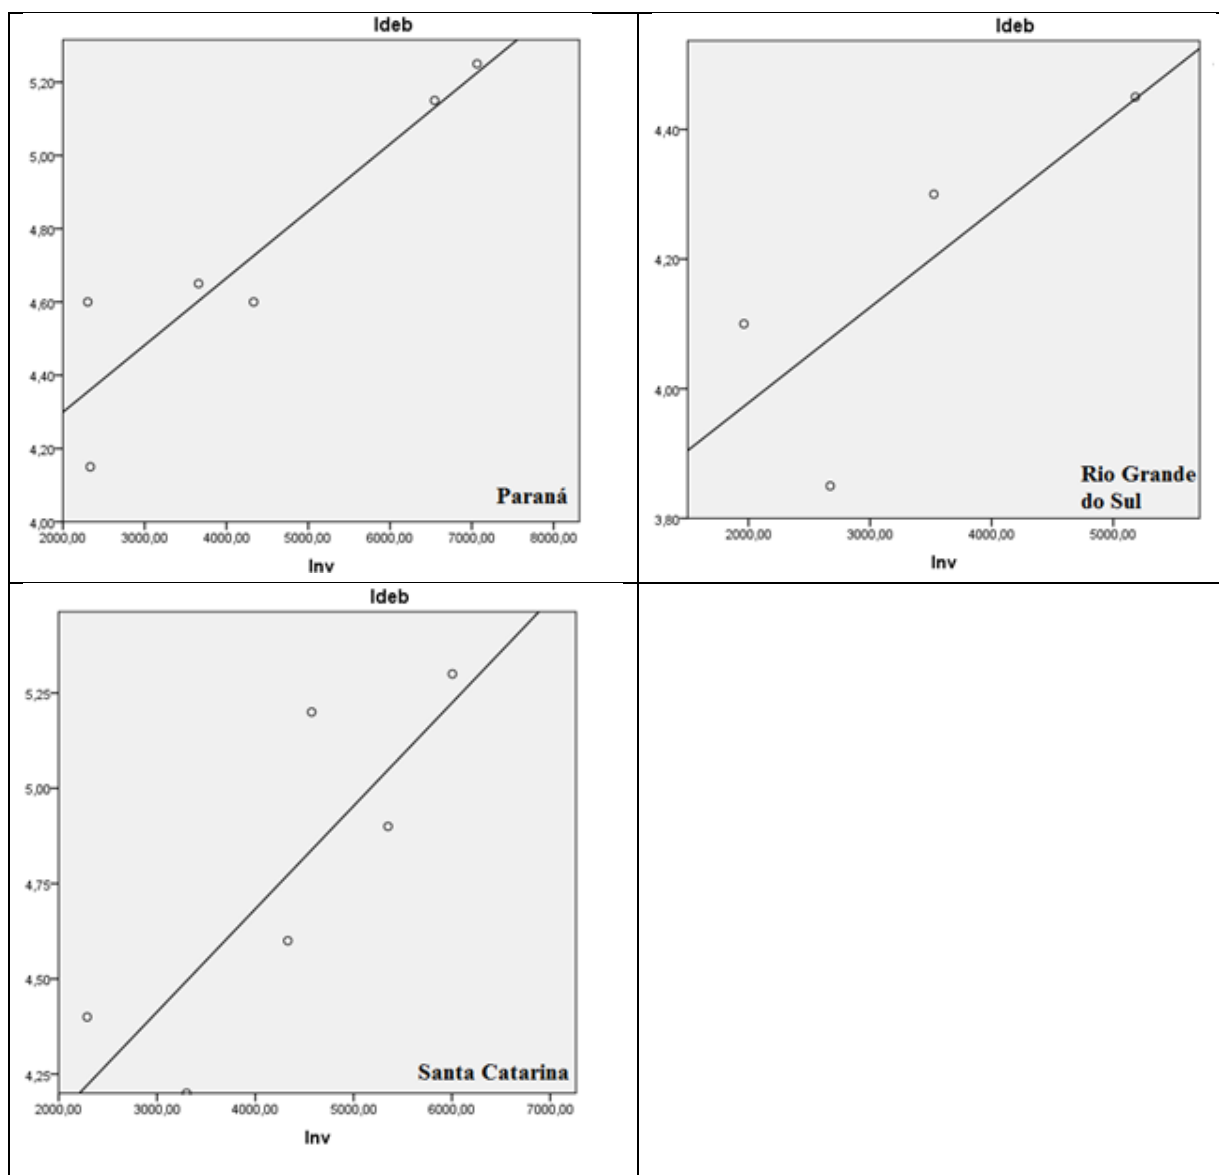 Ideb
5,20
5,00
4,80
4,60
4,40
4,20
4,00
2000,00 3000,00 4000,00 5000,00 6000,00 7000,00 8000,00
Paraná
Inv
Ideb
4,40
4,20
4,00
3,80
2000,00 3000,00 4000,00 5000,00
Rio Grande
do Sul
Inv
Ideb
5,25
5,00
4,75
4,50
4,25
2000,00 3000,00 4000,00 5000,00 6000,00 7000,00
Santa Catarina
Inv